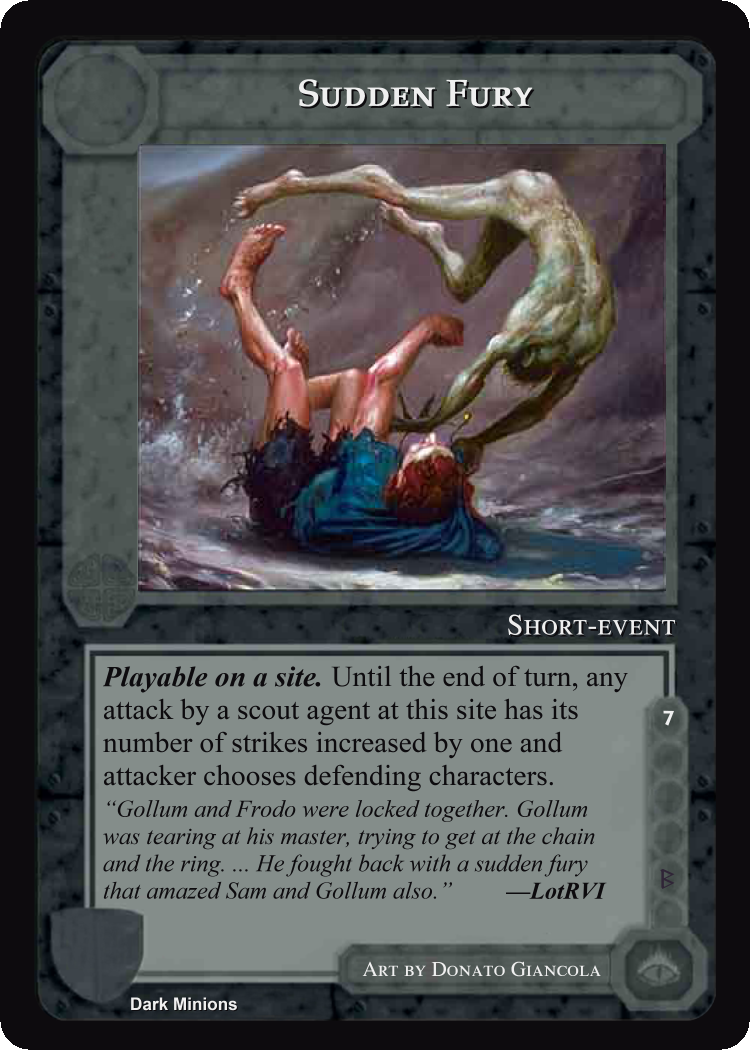 Sudden Fury
Short-event
Playable on a site. Until the end of turn, any
attack by a scout agent at this site has its
number of strikes increased by one and
attacker chooses defending characters.
“Gollum and Frodo were locked together. Gollum
was tearing at his master, trying to get at the chain
and the ring. ... He fought back with a sudden fury
that amazed Sam and Gollum also.” —LotRVI
7
ᛒ
Art by Donato Giancola
Dark Minions